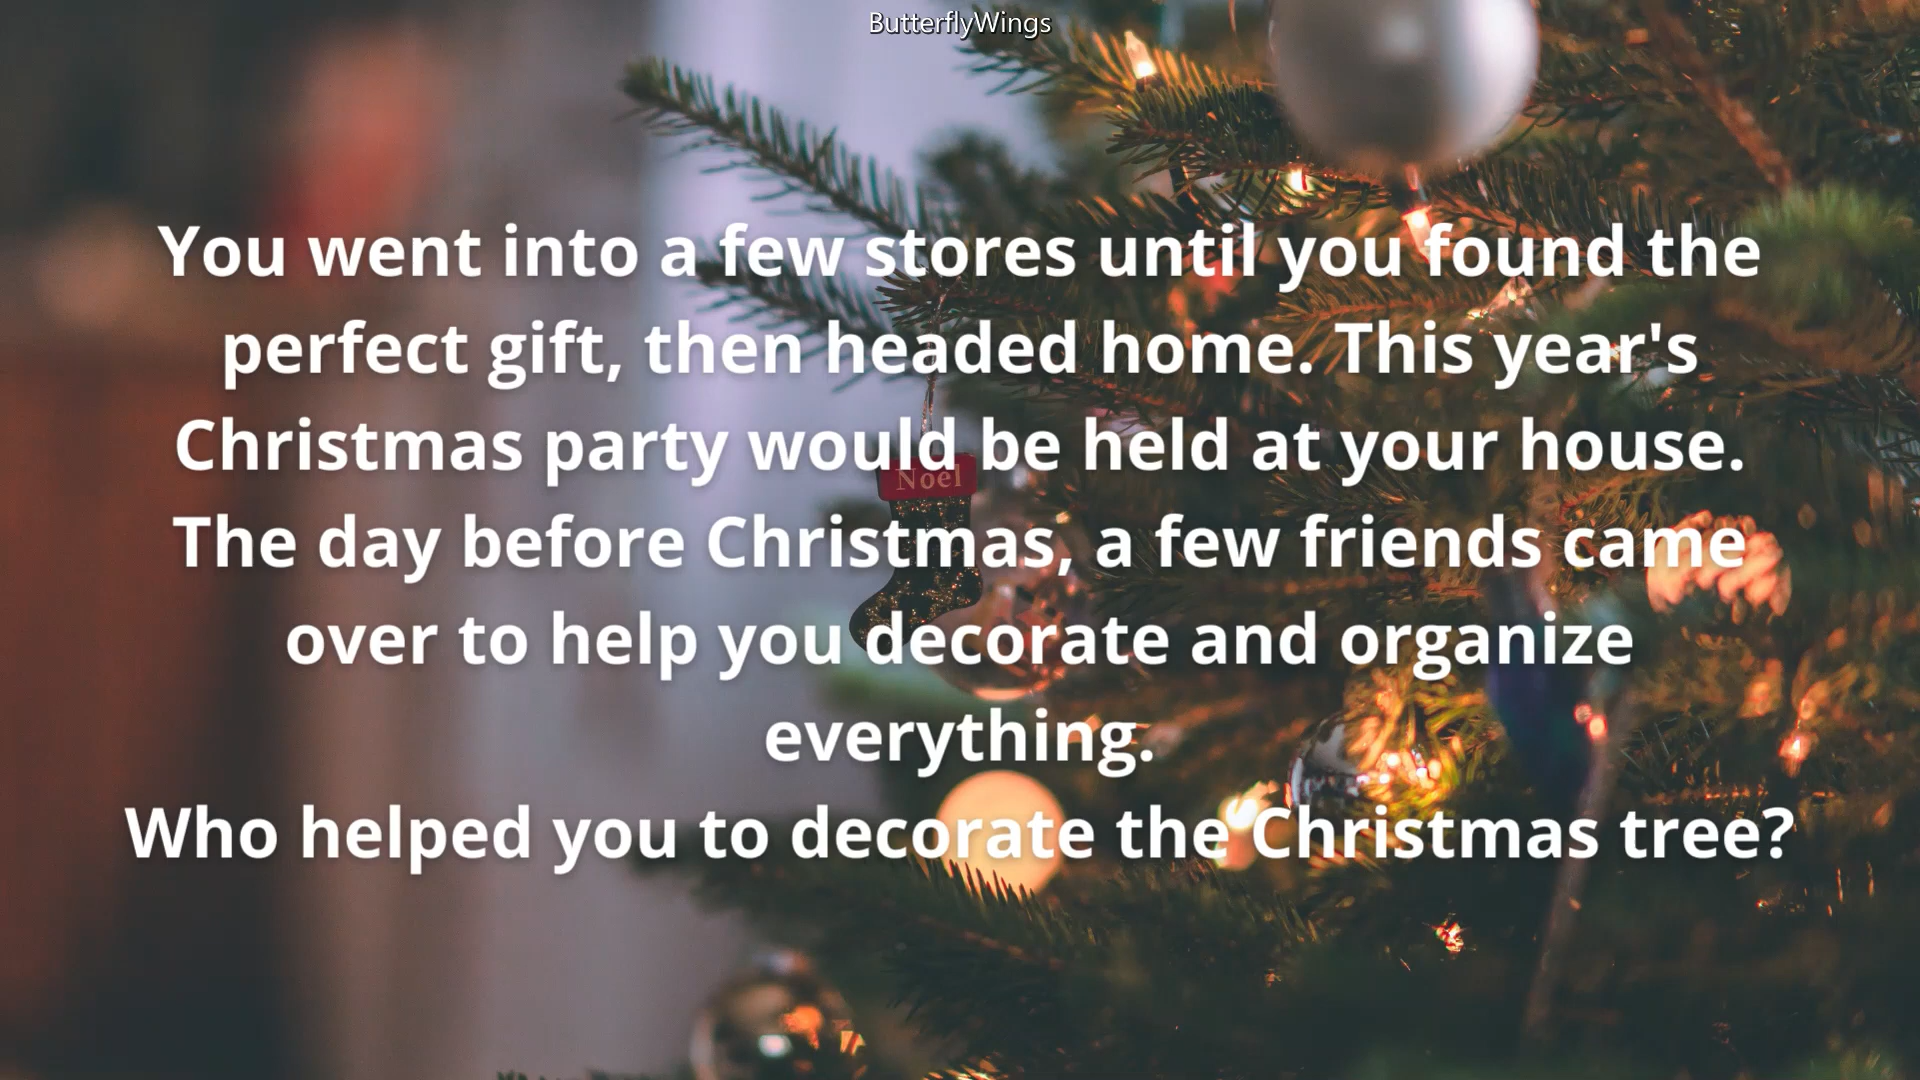 ButterflyWings
You went into a few stores until you found the
perfect gift, then headed home. This year's
Christmas party would be held at your house.
Noel
The day before Christmas, a few friends came
over to help you decorate and organize
everything.
Who helped you to decorate the Christmas tree?